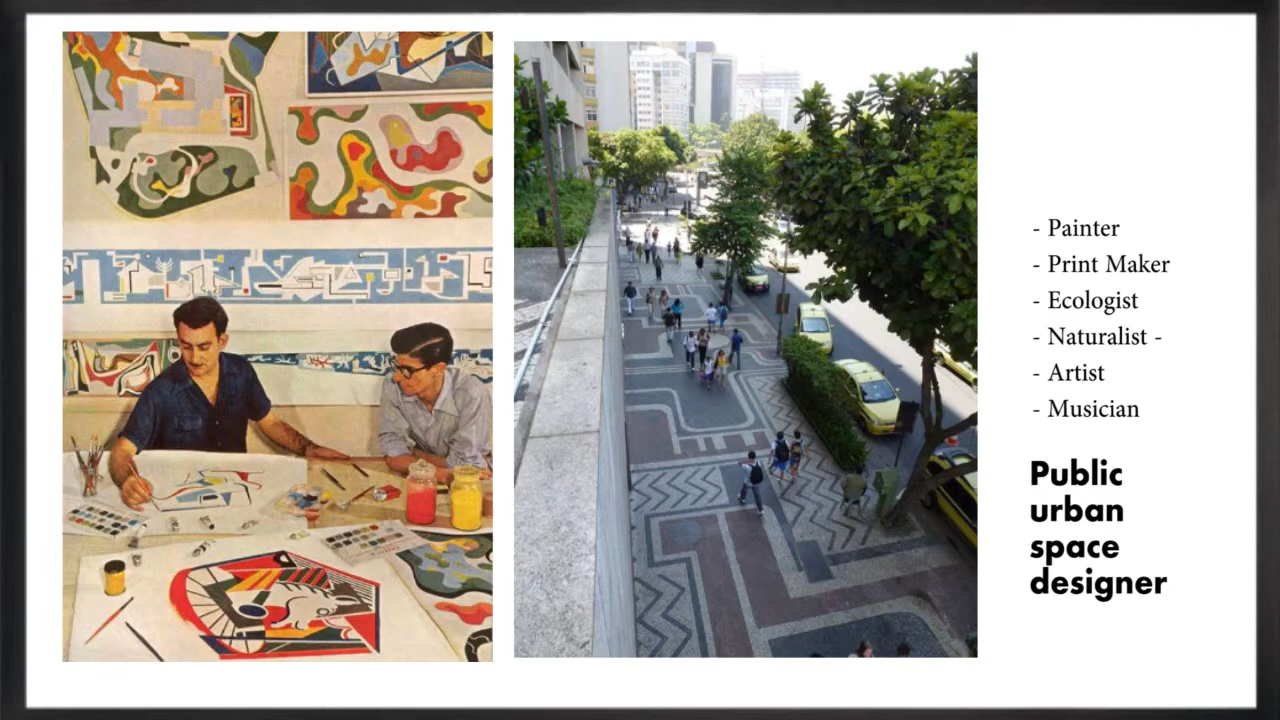 - Painter
- Print Maker
- Ecologist
- Naturalist -
- Artist
- Musician
Public
urban
space
designer